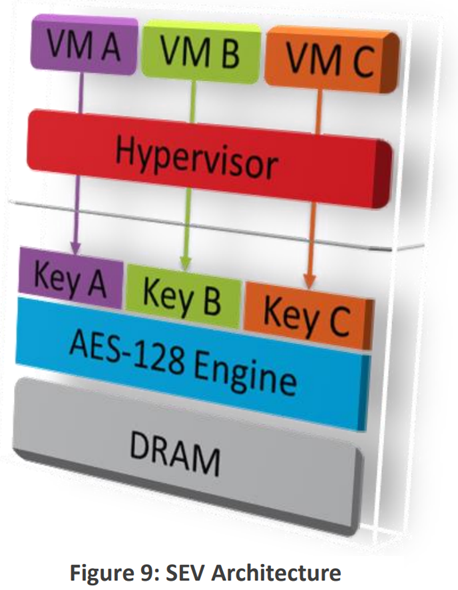 VM A VM B VM C
Hypervisor
Key A Key B Key C
AES-128 Engine
DRAM
Figure 9: SEV Architecture